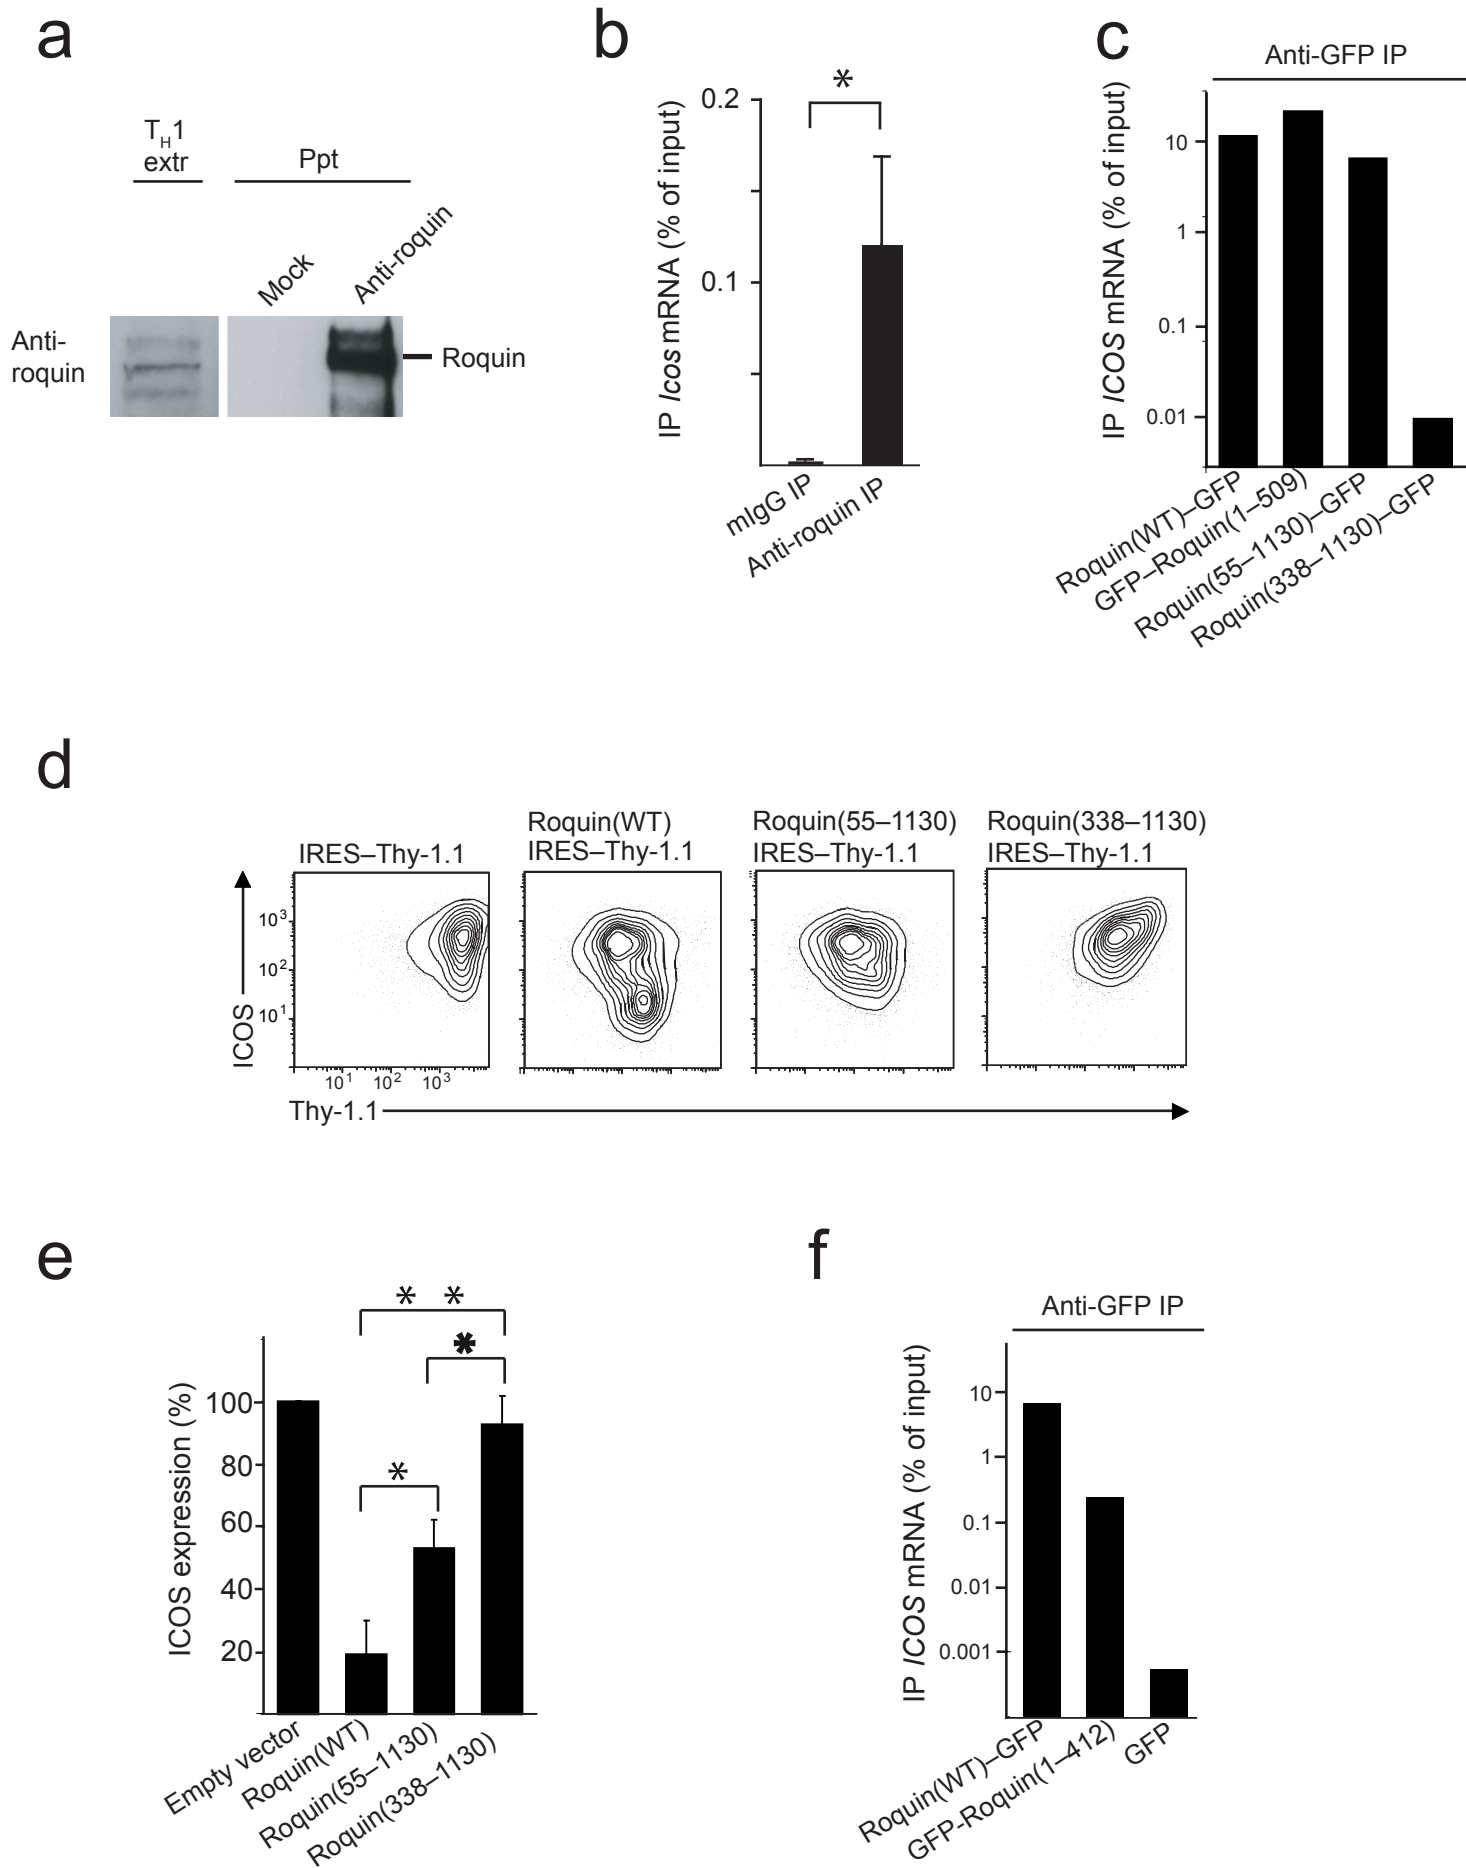 a
T_H1
extr
Ppt
Mock
Anti-roquin
Anti-
roquin
Roquin
b
*
0.2
0.1
IP Icos mRNA (% of input)
mIgG IP
Anti-roquin IP
c
Anti-GFP IP
IP ICOS mRNA (% of input)
10
1
0.1
0.01
Roquin(WT)–GFP
GFP–Roquin(1–509)
Roquin(55–1130)–GFP
Roquin(338–1130)–GFP
d
IRES–Thy-1.1
Roquin(WT)
IRES–Thy-1.1
Roquin(55–1130)
IRES–Thy-1.1
Roquin(338–1130)
IRES–Thy-1.1
ICOS
10³
10²
10¹
10¹ 10² 10³
Thy-1.1
e
* *
*
*
ICOS expression (%)
100
80
60
40
20
Empty vector
Roquin(WT)
Roquin(55–1130)
Roquin(338–1130)
f
Anti-GFP IP
IP ICOS mRNA (% of input)
10
1
0.1
0.01
0.001
Roquin(WT)–GFP
GFP-Roquin(1–412)
GFP